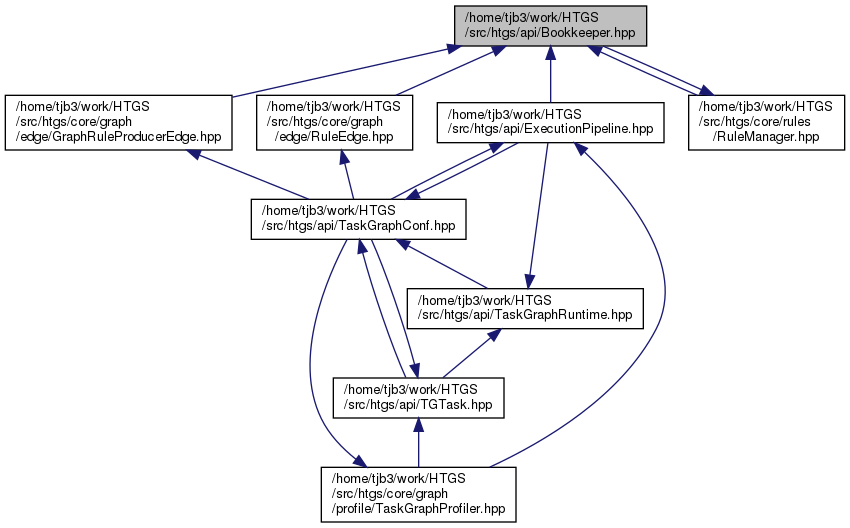 /home/tjb3/work/HTGS
/src/htgs/api/Bookkeeper.hpp
/home/tjb3/work/HTGS
/src/htgs/core/graph
edge/GraphRuleProducerEdge.hpp
/home/tjb3/work/HTGS
/src/htgs/core/graph
edge/RuleEdge.hpp
/home/tjb3/work/HTGS
/src/htgs/api/ExecutionPipeline.hpp
/home/tjb3/work/HTGS
/src/htgs/core/rules
/RuleManager.hpp
/home/tjb3/work/HTGS
/src/htgs/api/TaskGraphConf.hpp
/home/tjb3/work/HTGS
/src/htgs/api/TaskGraphRuntime.hpp
/home/tjb3/work/HTGS
/src/htgs/api/TGTask.hpp
/home/tjb3/work/HTGS
/src/htgs/core/graph
/profile/TaskGraphProfiler.hpp